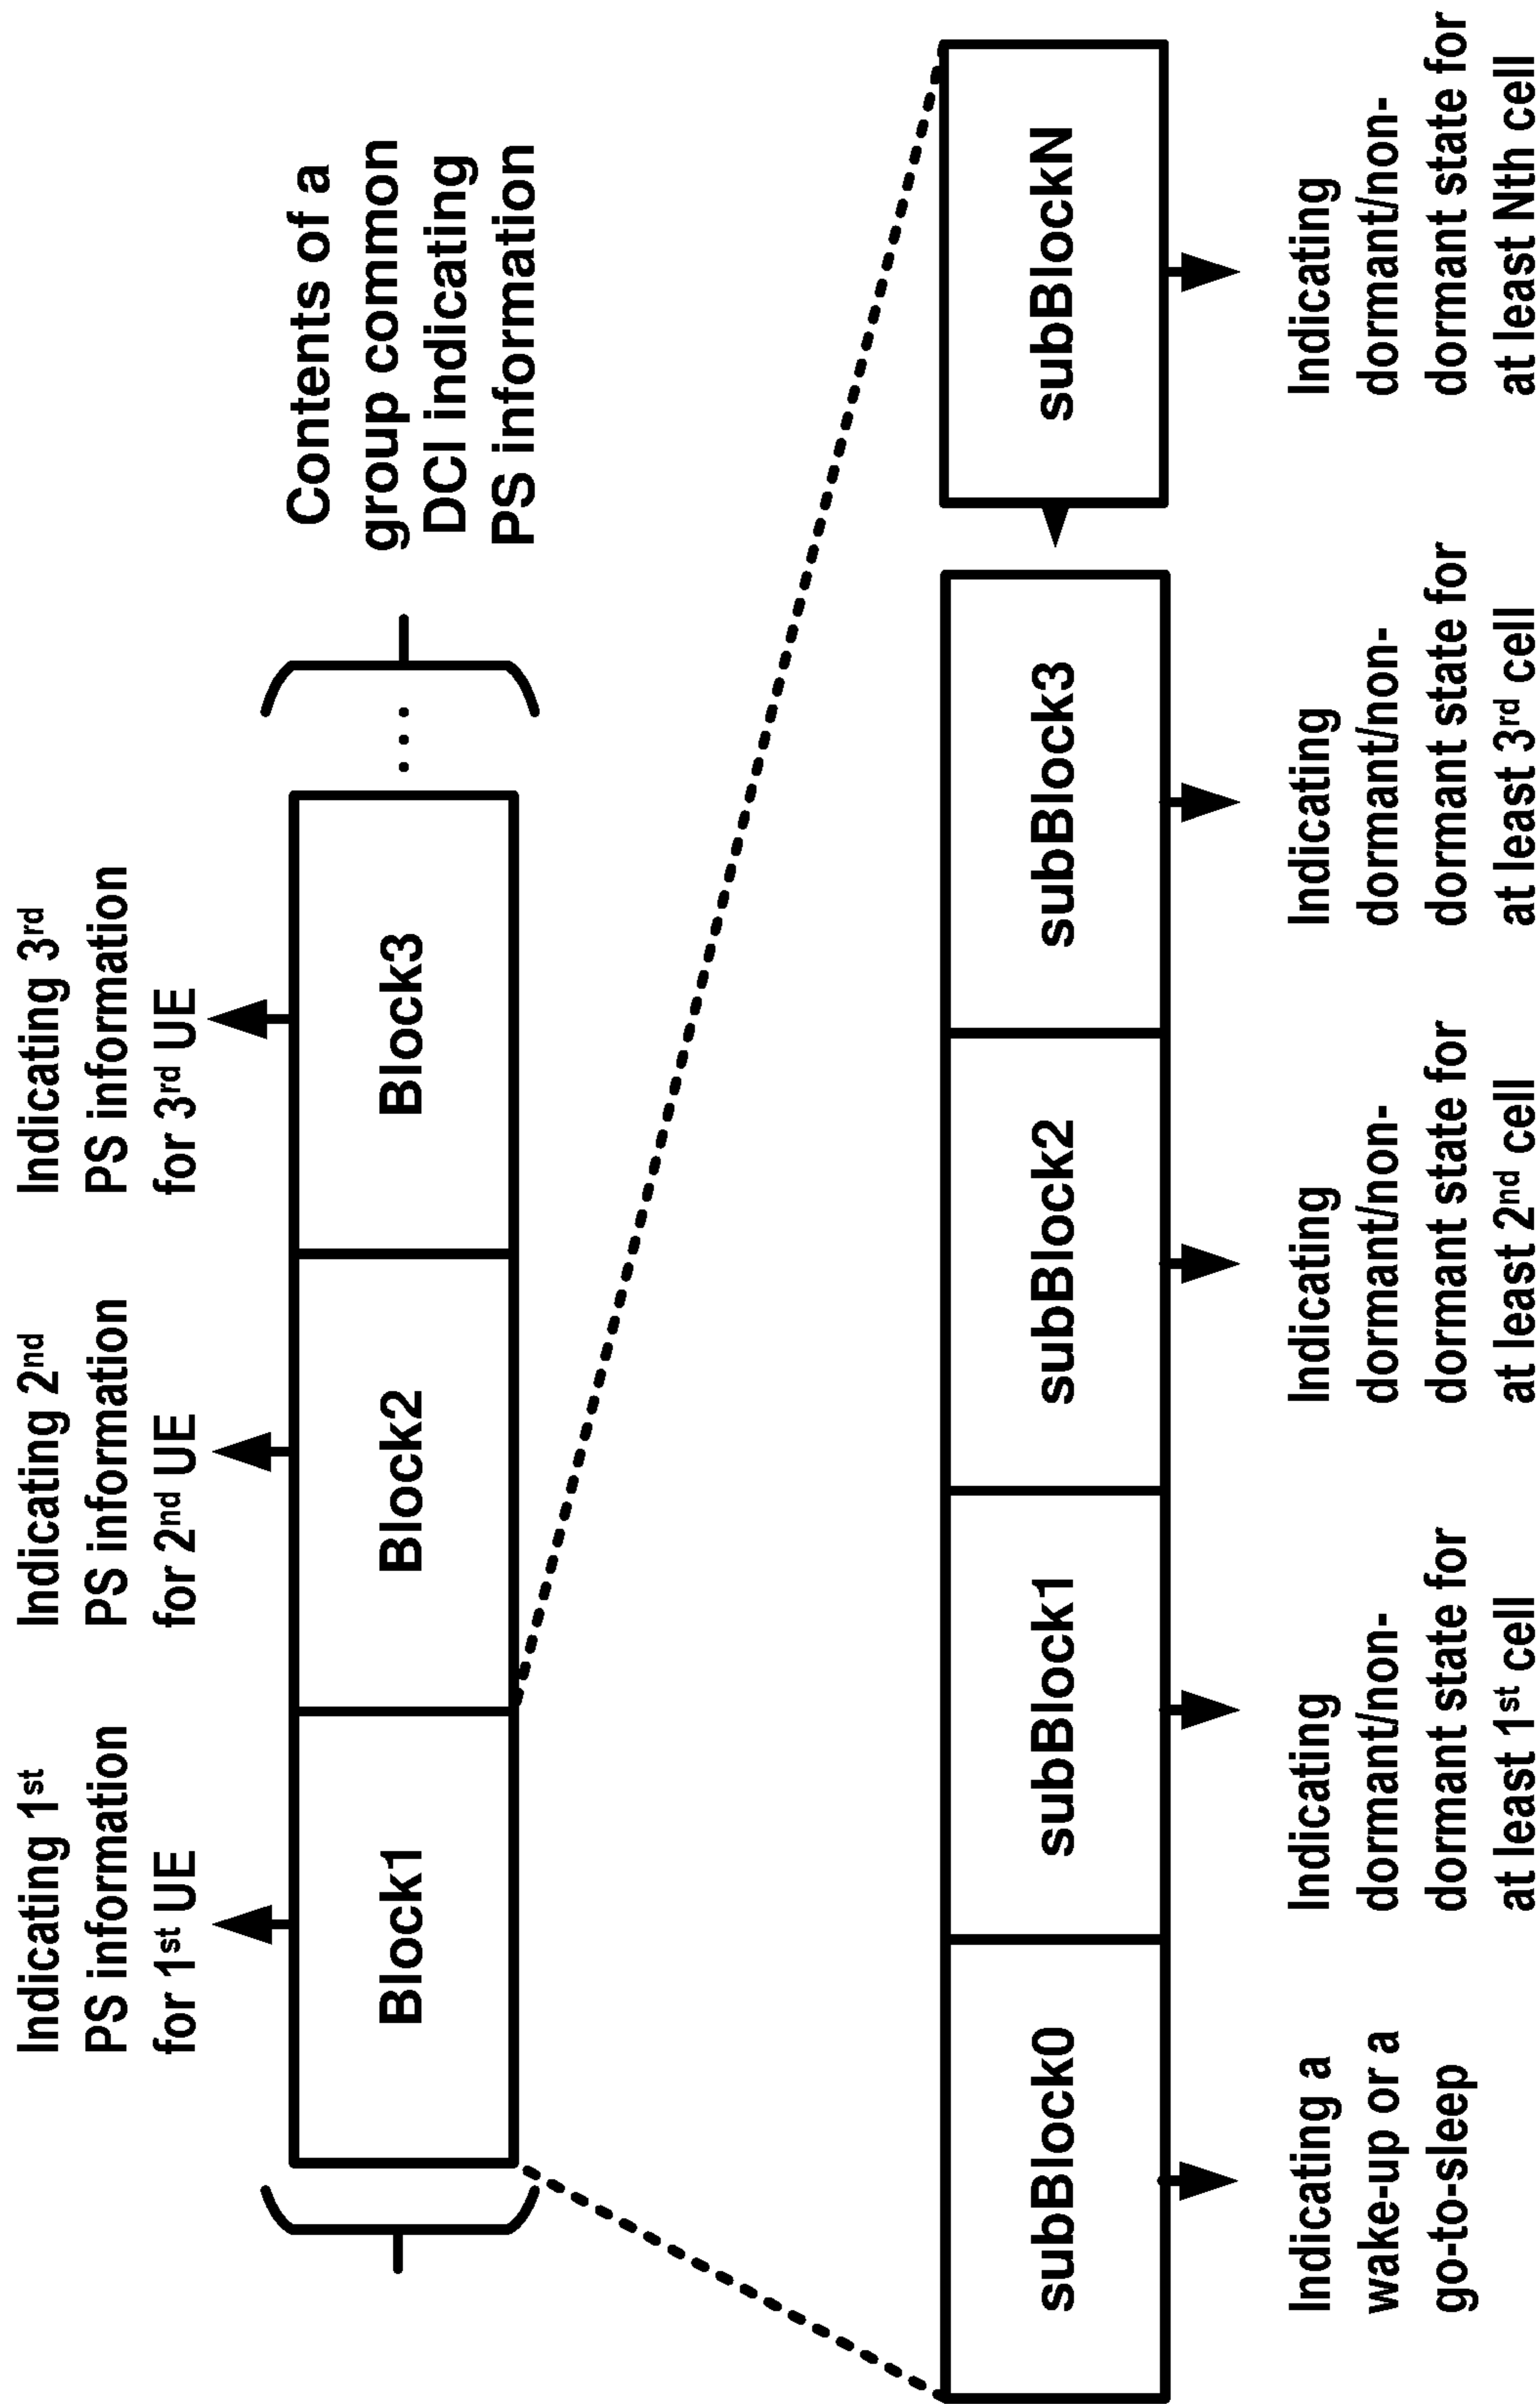 Indicating 1st
PS information
for 1st UE
Indicating 2nd
PS information
for 2nd UE
Indicating 3rd
PS information
for 3rd UE
Block1
Block2
Block3
...
Contents of a
group common
DCI indicating
PS information
subBlock0
subBlock1
subBlock2
subBlock3
subBlockN
Indicating a
wake-up or a
go-to-sleep
Indicating
dormant/non-
dormant state for
at least 1st cell
Indicating
dormant/non-
dormant state for
at least 2nd cell
Indicating
dormant/non-
dormant state for
at least 3rd cell
Indicating
dormant/non-
dormant state for
at least Nth cell